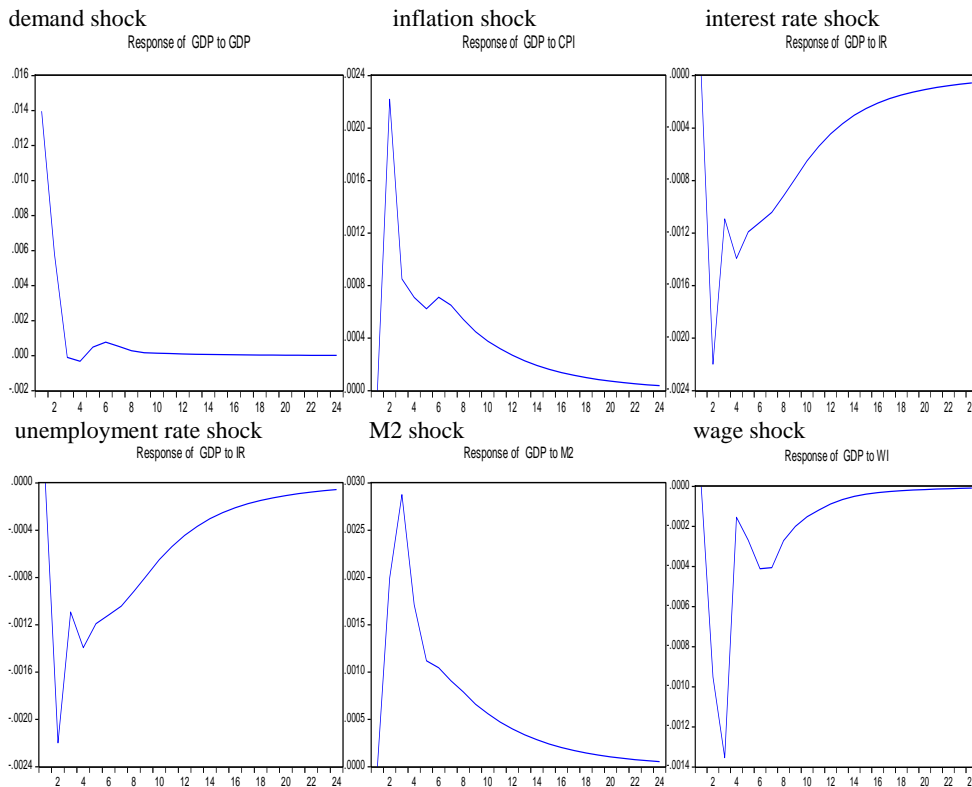 demand shock
Response of GDP to GDP
.016
.014
.012
.010
.008
.006
.004
.002
.000
-.002
2 4 6 8 10 12 14 16 18 20 22 24
inflation shock
Response of GDP to CPI
.0024
.0020
.0016
.0012
.0008
.0004
.0000
2 4 6 8 10 12 14 16 18 20 22 24
interest rate shock
Response of GDP to IR
.0000
-.0004
-.0008
-.0012
-.0016
-.0020
-.0024
2 4 6 8 10 12 14 16 18 20 22 24
unemployment rate shock
Response of GDP to IR
.0000
-.0004
-.0008
-.0012
-.0016
-.0020
-.0024
2 4 6 8 10 12 14 16 18 20 22 24
M2 shock
Response of GDP to M2
.0030
.0025
.0020
.0015
.0010
.0005
.0000
2 4 6 8 10 12 14 16 18 20 22 24
wage shock
Response of GDP to WI
.0000
-.0002
-.0004
-.0006
-.0008
-.0010
-.0012
-.0014
2 4 6 8 10 12 14 16 18 20 22 24